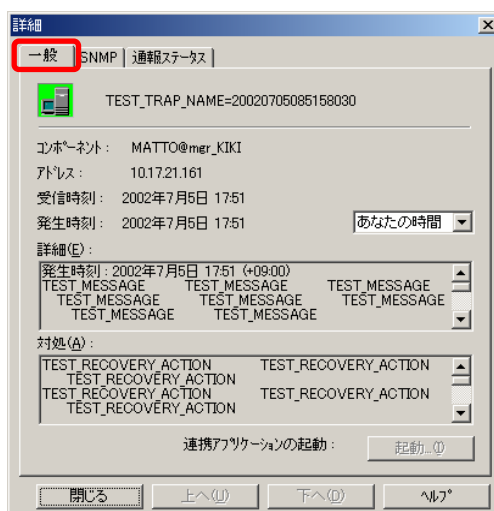 詳細
一般 SNMP 通報ステータス
TEST_TRAP_NAME=20020705085158030
コンポーネント: MATTO@mgr_KIKI
アドレス: 10.17.21.161
受信時刻: 2002年7月5日 17:51
発生時刻: 2002年7月5日 17:51 あなたの時間
詳細(E):
発生時刻:2002年7月5日 17:51 (+09:00)
TEST_MESSAGE TEST_MESSAGE TEST_MESSAGE
TEST_MESSAGE TEST_MESSAGE TEST_MESSAGE
TEST_MESSAGE TEST_MESSAGE
対処(A):
TEST_RECOVERY_ACTION TEST_RECOVERY_ACTION
TEST_RECOVERY_ACTION
TEST_RECOVERY_ACTION TEST_RECOVERY_ACTION
TEST_RECOVERY_ACTION
連携アプリケーションの起動: 起動...(I)
閉じる 上へ(U) 下へ(D) ヘルプ